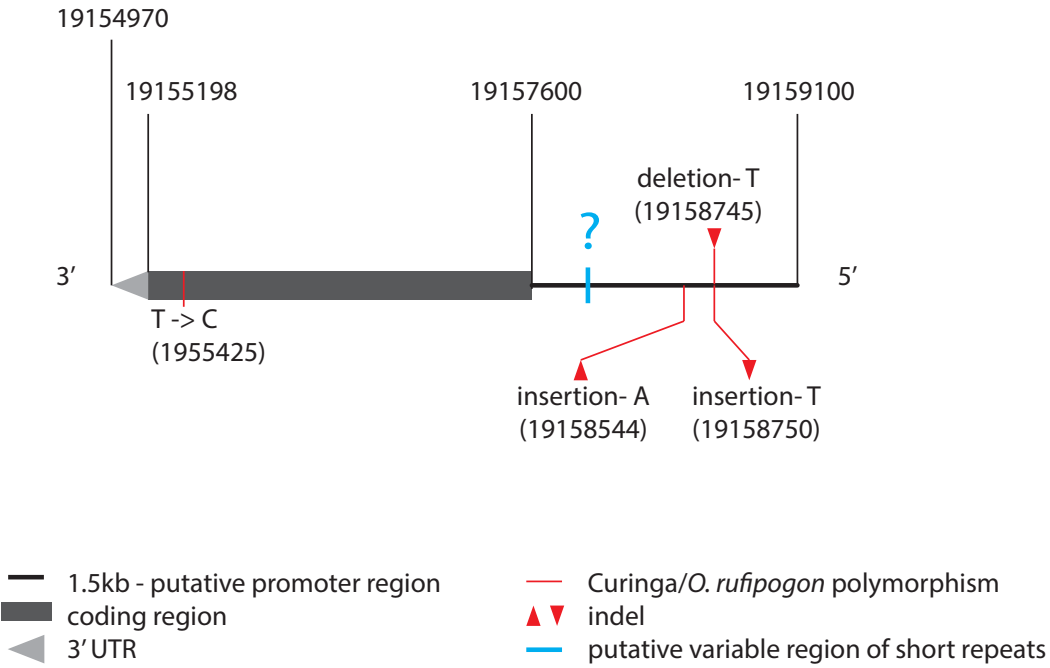 19154970
19155198
19157600
19159100
deletion- T
(19158745)
?
3’
5’
T -> C
(1955425)
insertion- A
(19158544)
insertion- T
(19158750)
1.5kb - putative promoter region
coding region
3’ UTR
Curinga/O. rufipogon polymorphism
indel
putative variable region of short repeats